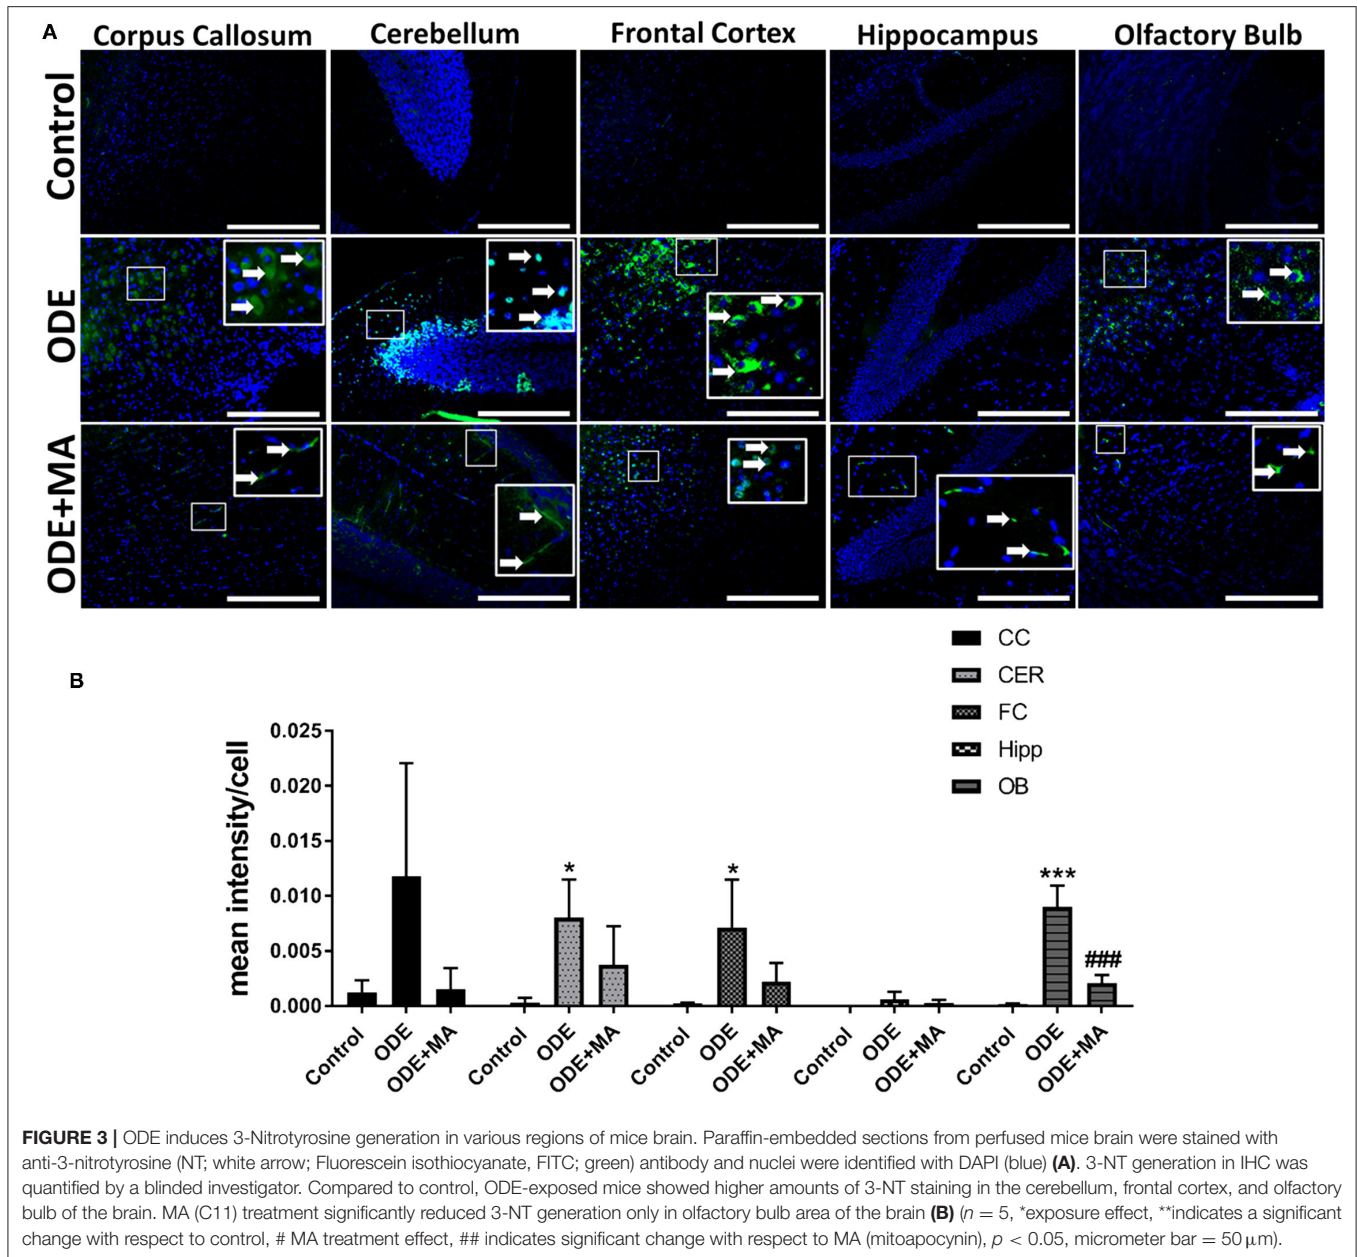 A
Corpus Callosum
Cerebellum
Frontal Cortex
Hippocampus
Olfactory Bulb
Control
ODE
ODE+MA
B
CC
CER
FC
Hipp
OB
mean intensity/cell
0.025
0.020
0.015
0.010
0.005
0.000
*
*
***
###
Control
ODE
ODE+MA
Control
ODE
ODE+MA
Control
ODE
ODE+MA
Control
ODE
ODE+MA
Control
ODE
ODE+MA
FIGURE 3 | ODE induces 3-Nitrotyrosine generation in various regions of mice brain. Paraffin-embedded sections from perfused mice brain were stained with
anti-3-nitrotyrosine (NT; white arrow; Fluorescein isothiocyanate, FITC; green) antibody and nuclei were identified with DAPI (blue) (A). 3-NT generation in IHC was
quantified by a blinded investigator. Compared to control, ODE-exposed mice showed higher amounts of 3-NT staining in the cerebellum, frontal cortex, and olfactory
bulb of the brain. MA (C11) treatment significantly reduced 3-NT generation only in olfactory bulb area of the brain (B) (n = 5, *exposure effect, **indicates a significant
change with respect to control, # MA treatment effect, ## indicates significant change with respect to MA (mitoapocynin), p < 0.05, micrometer bar = 50 μm).